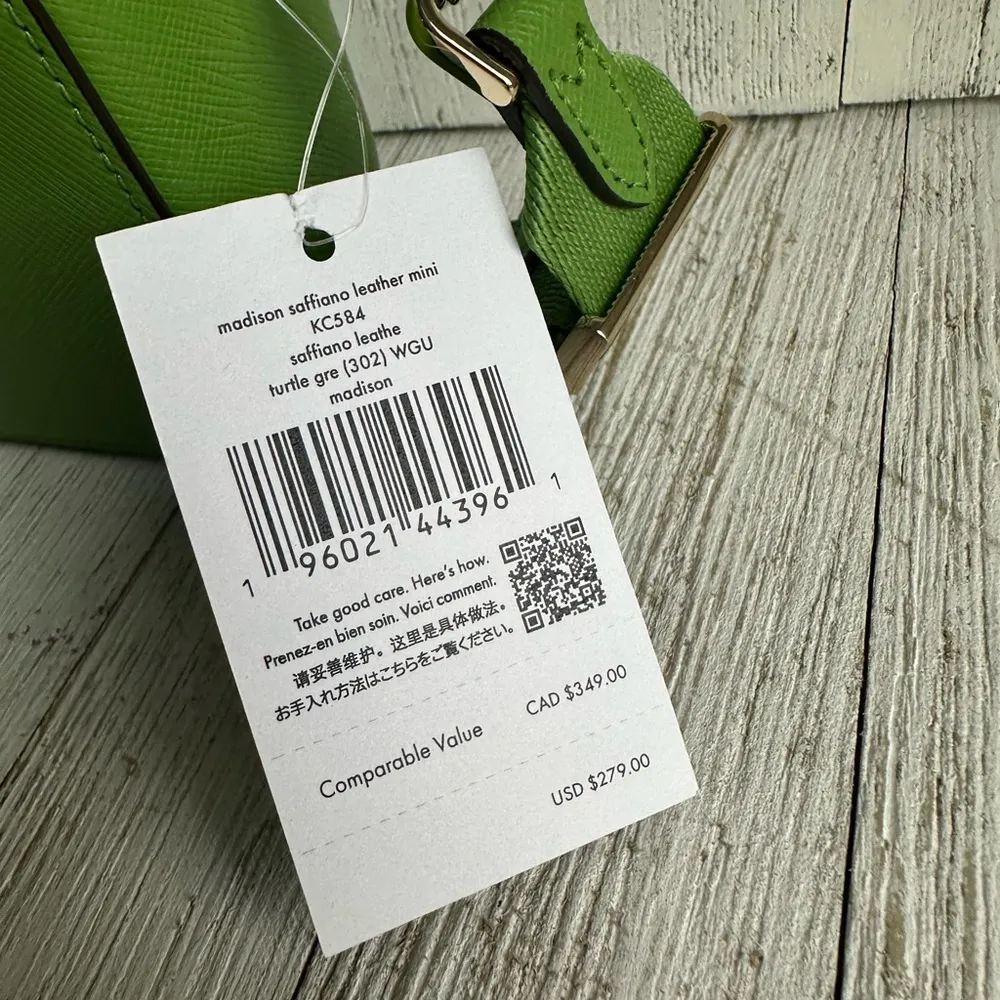 madison saffiano leather mini
KC584
saffiano leathe
turtle gre (302) WGU
madison
1 96021 44396 1
Take good care. Here's how.
Prenez-en bien soin. Voici comment.
请妥善维护。这里是具体做法。
お手入れ方法はこちらをご覧ください。
CAD $349.00
Comparable Value
USD $279.00